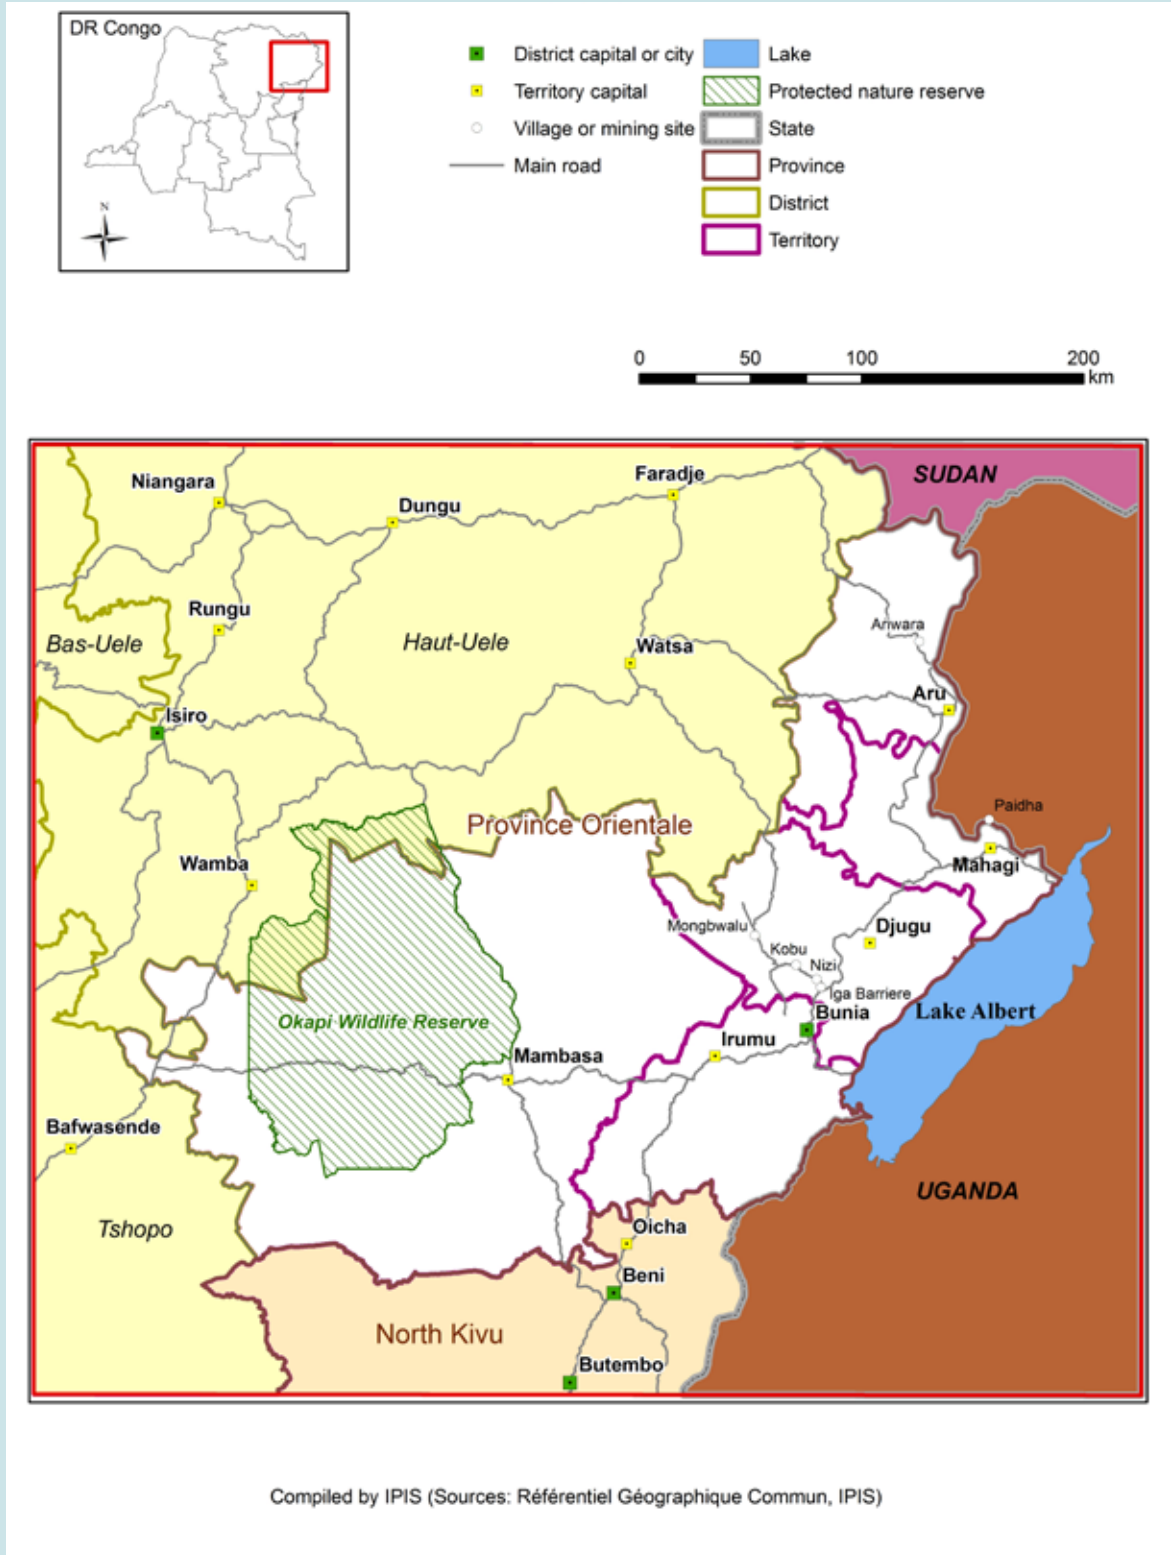 DR Congo
N
District capital or city
Territory capital
Village or mining site
Main road
Lake
Protected nature reserve
State
Province
District
Territory
0 50 100 200
km
Niangara
Dungu
Faradje
SUDAN
Rungu
Bas-Uele
Haut-Uele
Watsa
Ariwara
Aru
Isiro
Paidha
Province Orientale
Mahagi
Wamba
Mongbwalu
Djugu
Kobu
Nizi
Iga Barriere
Bunia
Lake Albert
Okapi Wildlife Reserve
Irumu
Mambasa
Bafwasende
UGANDA
Tshopo
Oicha
Beni
North Kivu
Butembo
Compiled by IPIS (Sources: Référentiel Géographique Commun, IPIS)